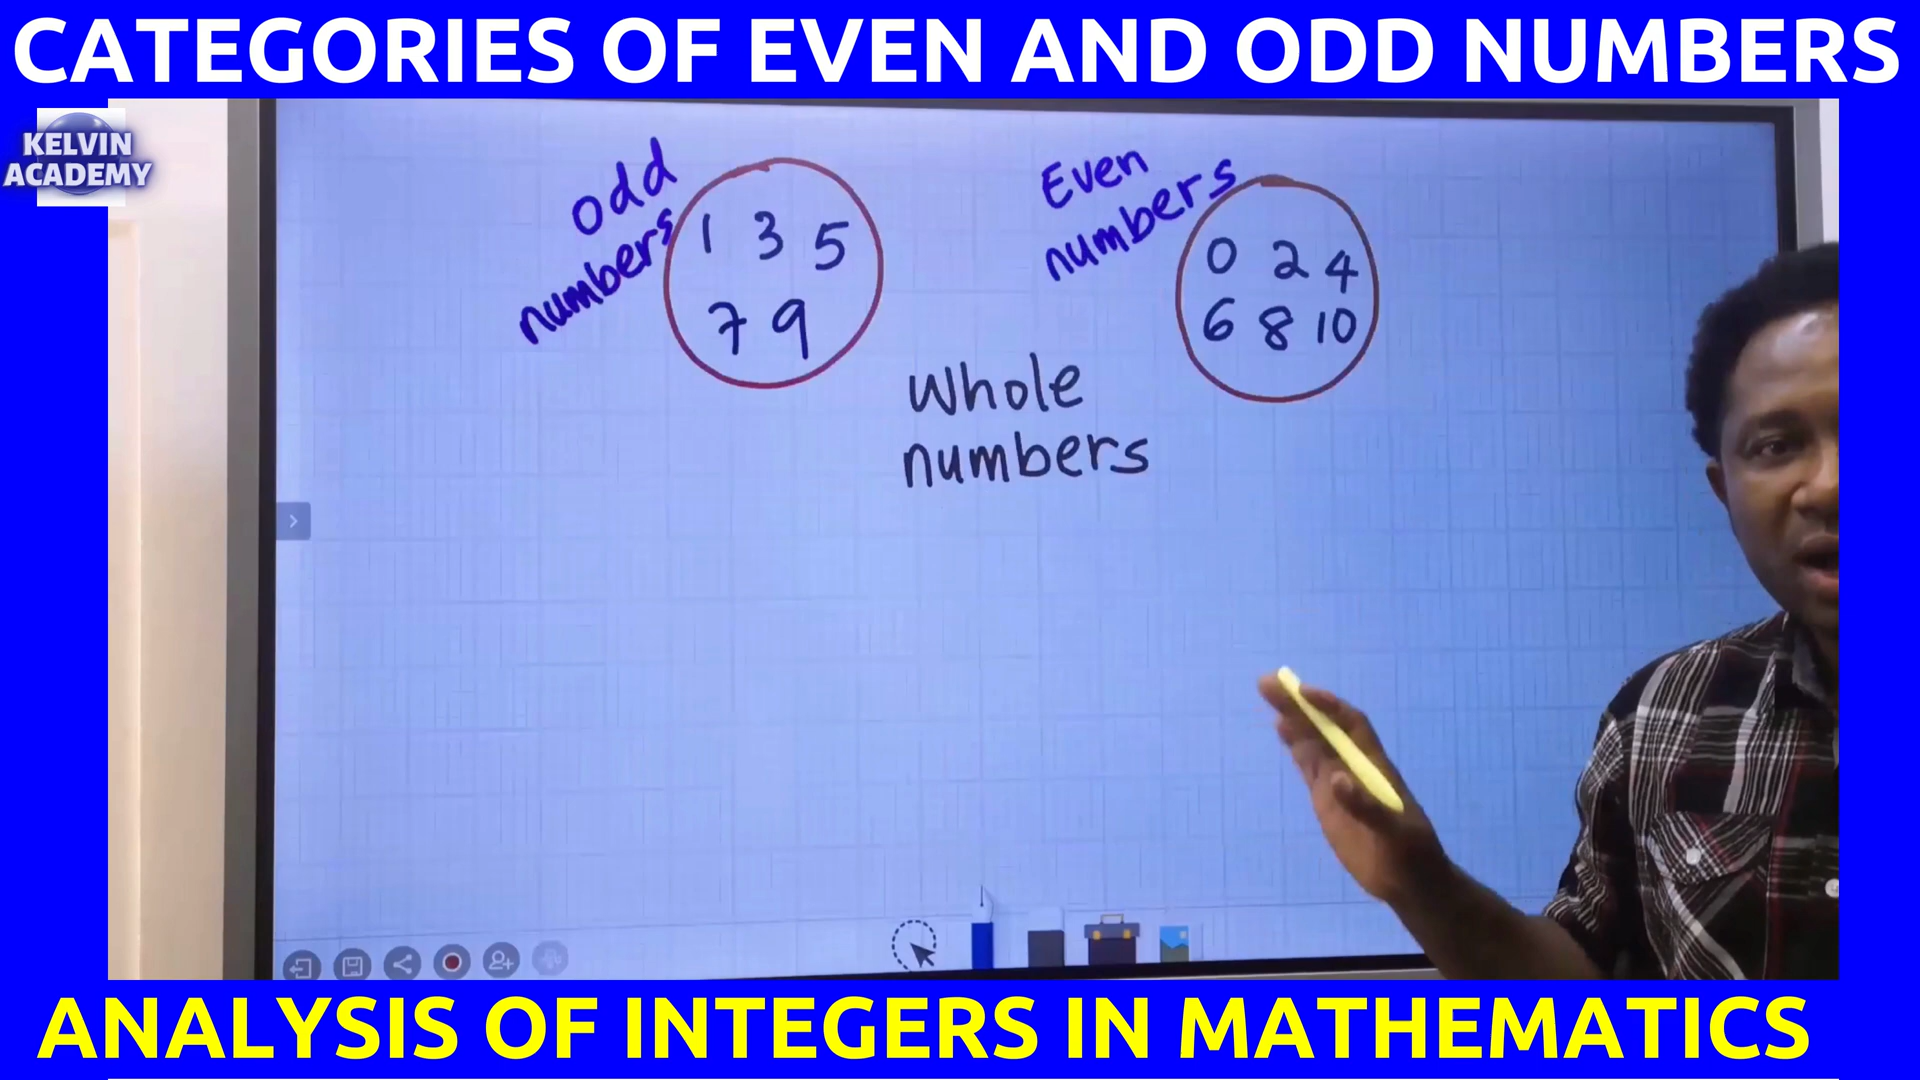 CATEGORIES OF EVEN AND ODD NUMBERS
KELVIN
ACADEMY
Odd
numbers
1 3 5
7 9
Even
numbers
0 2 4
6 8 10
Whole
numbers
ANALYSIS OF INTEGERS IN MATHEMATICS